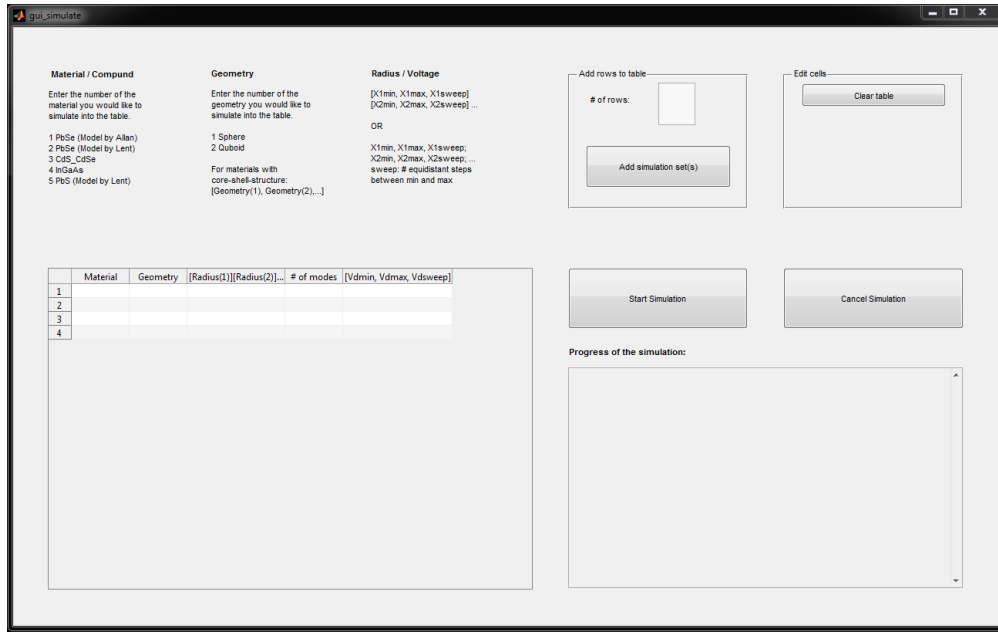 gui_simulate
Material / Compund
Enter the number of the
material you would like to
simulate into the table.
1 PbSe (Model by Allan)
2 PbSe (Model by Lent)
3 CdS_CdSe
4 InGaAs
5 PbS (Model by Lent)
Geometry
Enter the number of the
geometry you would like to
simulate into the table.
1 Sphere
2 Quboid
For materials with
core-shell-structure:
[Geometry(1), Geometry(2),...]
Radius / Voltage
[X1min, X1max, X1sweep]
[X2min, X2max, X2sweep] ...
OR
X1min, X1max, X1sweep;
X2min, X2max, X2sweep; ...
sweep: # equidistant steps
between min and max
Add rows to table
# of rows:
Add simulation set(s)
Edit cells
Clear table
Material Geometry [Radius(1)][Radius(2)]... # of modes [Vdmin, Vdmax, Vdsweep]
1
2
3
4
Start Simulation
Cancel Simulation
Progress of the simulation: